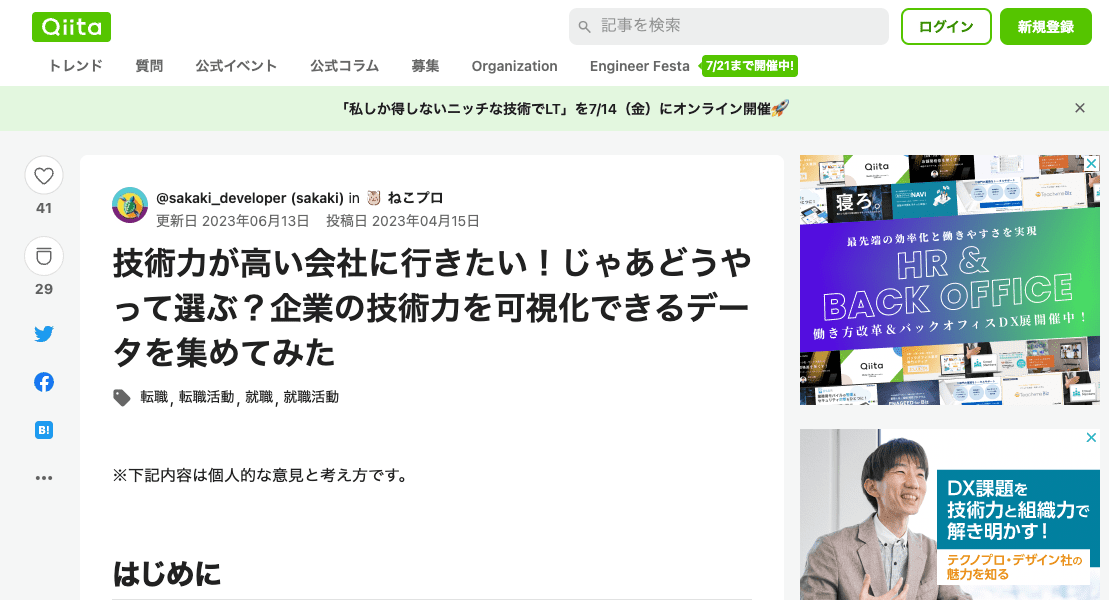 Qiita
記事を検索
ログイン
新規登録
トレンド 質問 公式イベント 公式コラム 募集 Organization Engineer Festa 7/21まで開催中!
「私しか得しないニッチな技術でLT」を7/14（金）にオンライン開催🚀
41
29
B!
@sakaki_developer (sakaki) in ねこプロ
更新日 2023年06月13日 投稿日 2023年04月15日
技術力が高い会社に行きたい！じゃあどうや
って選ぶ？企業の技術力を可視化できるデー
タを集めてみた
転職, 転職活動, 就職, 就職活動
※下記内容は個人的な意見と考え方です。
はじめに
Qiita
寝ろ。
NAVI
最先端の効率化と働きやすさを実現
HR &
BACK OFFICE
働き方改革&バックオフィスDX展開催中！
Qiita
DX課題を
技術力と組織力で
解き明かす！
テクノプロ・デザイン社の
魅力を知る